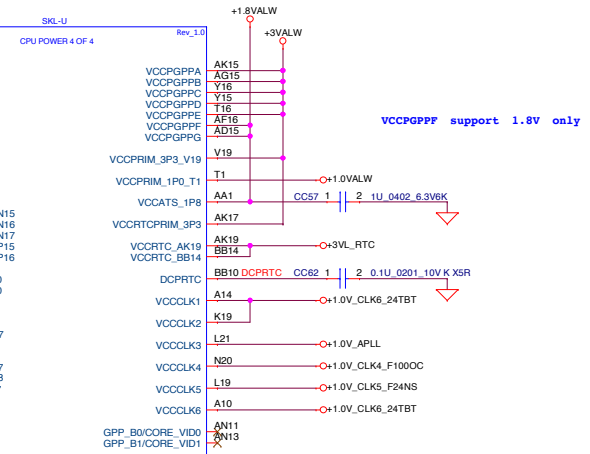 +1.8VALW
SKL-U
CPU POWER 4 OF 4
Rev_1.0
+3VALW
VCCPGPPA AK15
VCCPGPPB AG15
VCCPGPPC Y16
VCCPGPPD Y15
VCCPGPPE T16
VCCPGPPF AF16
VCCPGPPG AD15
VCCPGPPF support 1.8V only
VCCPRIM_3P3_V19 V19
VCCPRIM_1P0_T1 T1 +1.0VALW
VCCATS_1P8 AA1 CC57 1 2 1U_0402_6.3V6K
VCCRTCPRIM_3P3 AK17
N15
N16
N17
P15
P16
VCCRTC_AK19 AK19 +3VL_RTC
VCCRTC_BB14 BB14
DCPRTC BB10 DCPRTC CC62 1 2 0.1U_0201_10V K X5R
VCCCLK1 A14 +1.0V_CLK6_24TBT
VCCCLK2 K19
VCCCLK3 L21 +1.0V_APLL
VCCCLK4 N20 +1.0V_CLK4_F100OC
VCCCLK5 L19 +1.0V_CLK5_F24NS
VCCCLK6 A10 +1.0V_CLK6_24TBT
GPP_B0/CORE_VID0 AN11
GPP_B1/CORE_VID1 AN13